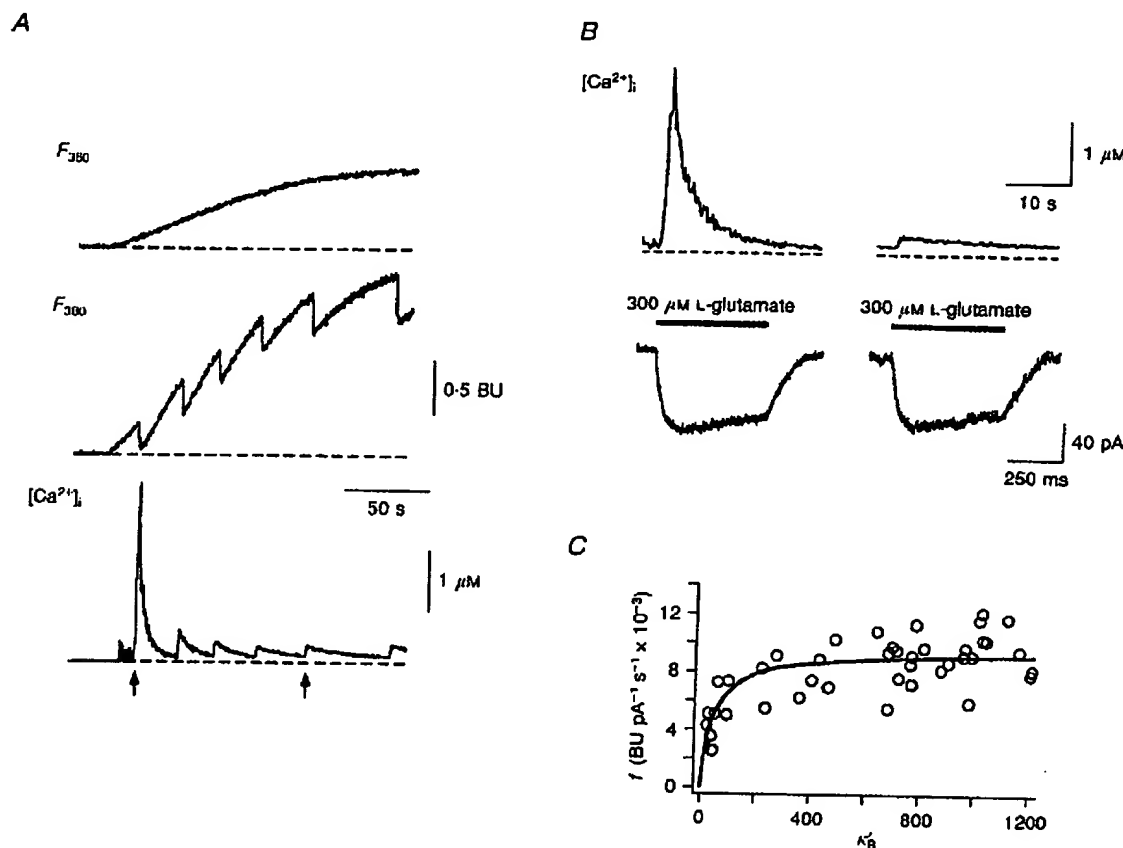 A
F360
F380
0·5 BU
50 s
[Ca2+]i
1 μM
B
[Ca2+]i
1 μM
10 s
300 μM L-glutamate
300 μM L-glutamate
40 pA
250 ms
C
f (BU pA−1 s−1 × 10−3)
12
8
4
0
0
400
800
1200
κ′B